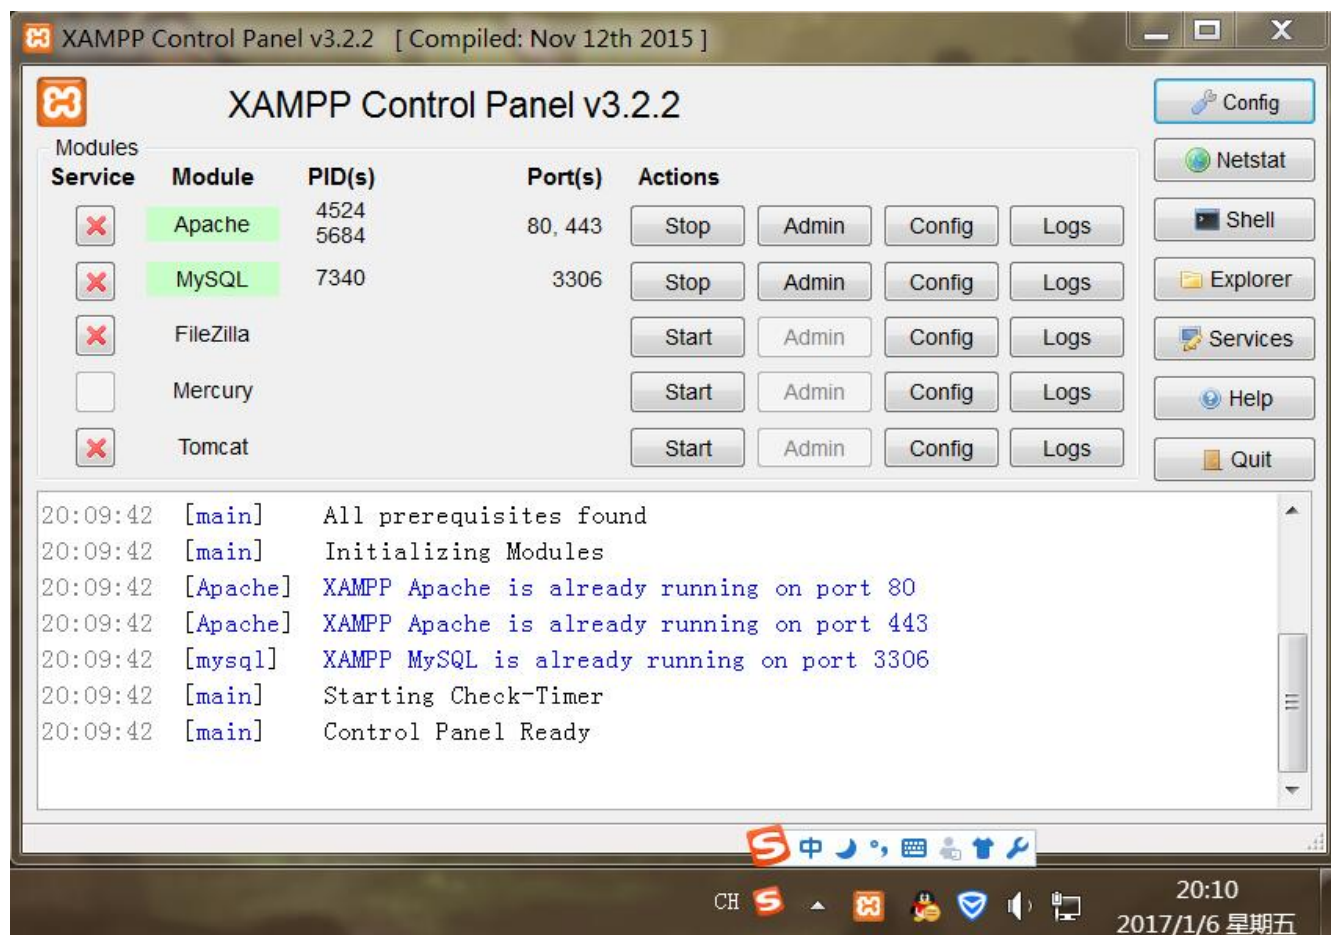 XAMPP Control Panel v3.2.2 [ Compiled: Nov 12th 2015 ]
XAMPP Control Panel v3.2.2
Config
Modules
Netstat
Service Module PID(s) Port(s) Actions
Apache 4524 5684 80, 443 Stop Admin Config Logs
Shell
MySQL 7340 3306 Stop Admin Config Logs
Explorer
FileZilla Start Admin Config Logs
Services
Mercury Start Admin Config Logs
Help
Tomcat Start Admin Config Logs
Quit
20:09:42 [main] All prerequisites found
20:09:42 [main] Initializing Modules
20:09:42 [Apache] XAMPP Apache is already running on port 80
20:09:42 [Apache] XAMPP Apache is already running on port 443
20:09:42 [mysql] XAMPP MySQL is already running on port 3306
20:09:42 [main] Starting Check-Timer
20:09:42 [main] Control Panel Ready
中
CH
20:10
2017/1/6 星期五